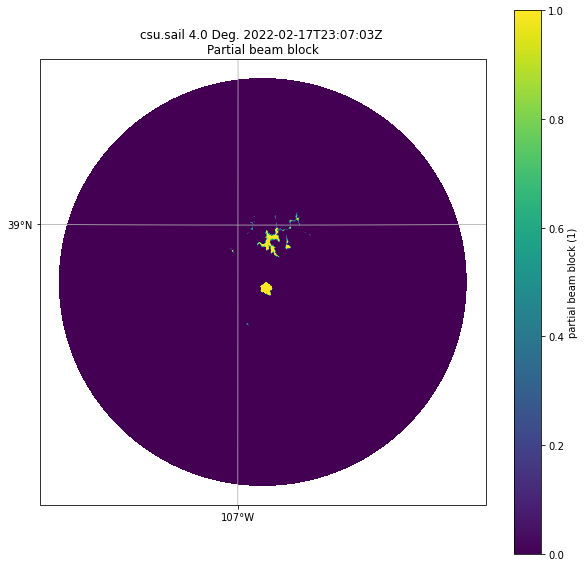 csu.sail 4.0 Deg. 2022-02-17T23:07:03Z
Partial beam block
1.0
0.8
0.6
0.4
0.2
0.0
partial beam block (1)
39°N
107°W